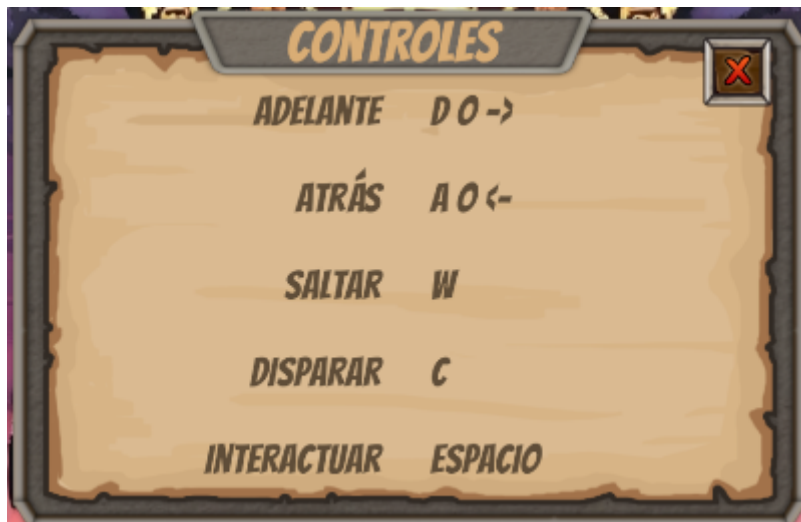 CONTROLES
ADELANTE D O ->
ATRÁS A O <-
SALTAR W
DISPARAR C
INTERACTUAR ESPACIO